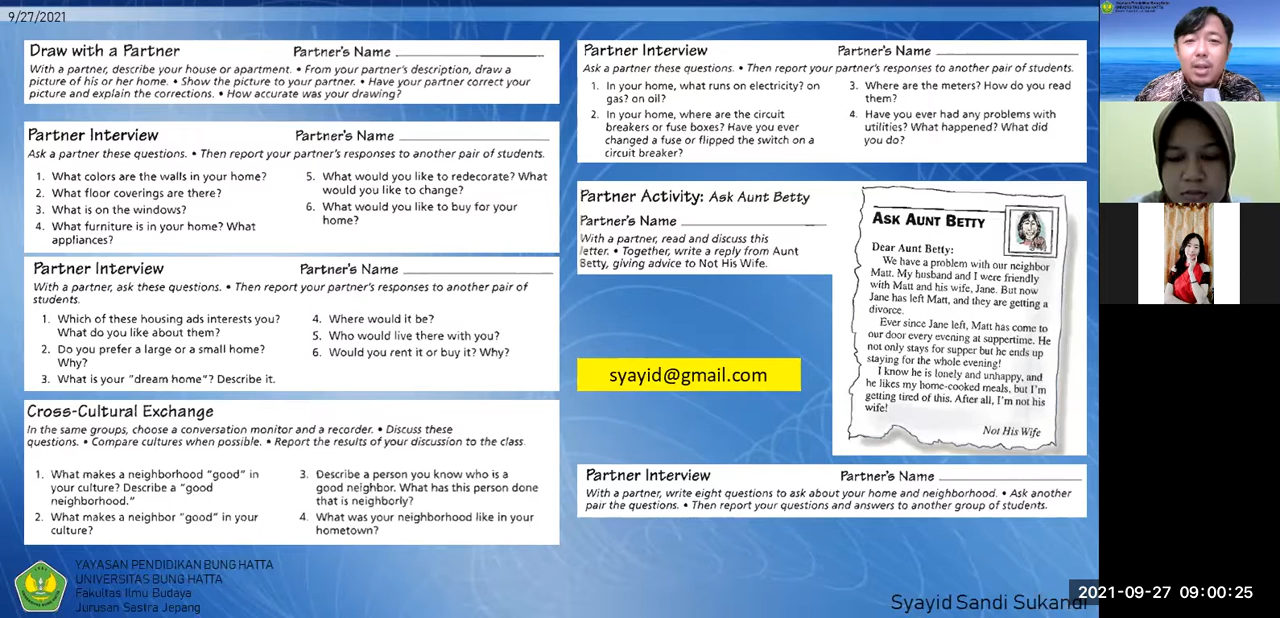 9/27/2021
Draw with a Partner
Partner's Name
With a partner, describe your house or apartment. • From your partner's description, draw a
picture of his or her home. • Show the picture to your partner. • Have your partner correct your
picture and explain the corrections. • How accurate was your drawing?
Partner Interview
Partner's Name
Ask a partner these questions. • Then report your partner's responses to another pair of students.
1. What colors are the walls in your home?
2. What floor coverings are there?
3. What is on the windows?
4. What furniture is in your home? What
appliances?
5. What would you like to redecorate? What
would you like to change?
6. What would you like to buy for your
home?
Partner Interview
Partner's Name
With a partner, ask these questions. • Then report your partner's responses to another pair of
students.
1. Which of these housing ads interests you?
What do you like about them?
2. Do you prefer a large or a small home?
Why?
3. What is your "dream home"? Describe it.
4. Where would it be?
5. Who would live there with you?
6. Would you rent it or buy it? Why?
Cross-Cultural Exchange
In the same groups, choose a conversation monitor and a recorder. • Discuss these
questions. • Compare cultures when possible. • Report the results of your discussion to the class.
1. What makes a neighborhood "good" in
your culture? Describe a "good
neighborhood."
2. What makes a neighbor "good" in your
culture?
3. Describe a person you know who is a
good neighbor. What has this person done
that is neighborly?
4. What was your neighborhood like in your
hometown?
Partner Interview
Partner's Name
Ask a partner these questions. • Then report your partner's responses to another pair of students.
1. In your home, what runs on electricity? on
gas? on oil?
2. In your home, where are the circuit
breakers or fuse boxes? Have you ever
changed a fuse or flipped the switch on a
circuit breaker?
3. Where are the meters? How do you read
them?
4. Have you ever had any problems with
utilities? What happened? What did
you do?
Partner Activity: Ask Aunt Betty
Partner's Name
With a partner, read and discuss this
letter. • Together, write a reply from Aunt
Betty, giving advice to Not His Wife.
ASK AUNT BETTY
Dear Aunt Betty:
We have a problem with our neighbor
Matt. My husband and I were friendly
with Matt and his wife, Jane. But now
Jane has left Matt, and they are getting a
divorce.
Ever since Jane left, Matt has come to
our door every evening at suppertime. He
not only stays for supper but he ends up
staying for the whole evening!
I know he is lonely and unhappy, and
he likes my home-cooked meals, but I'm
getting tired of this. After all, I'm not his
wife!
Not His Wife
syayid@gmail.com
Partner Interview
Partner's Name
With a partner, write eight questions to ask about your home and neighborhood. • Ask another
pair the questions. • Then report your questions and answers to another group of students.
YAYASAN PENDIDIKAN BUNG HATTA
UNIVERSITAS BUNG HATTA
Fakultas Ilmu Budaya
Jurusan Sastra Jepang
Syayid Sandi Sukandi
2021-09-27 09:00:25
UNIVERSITAS BUNG HATTA